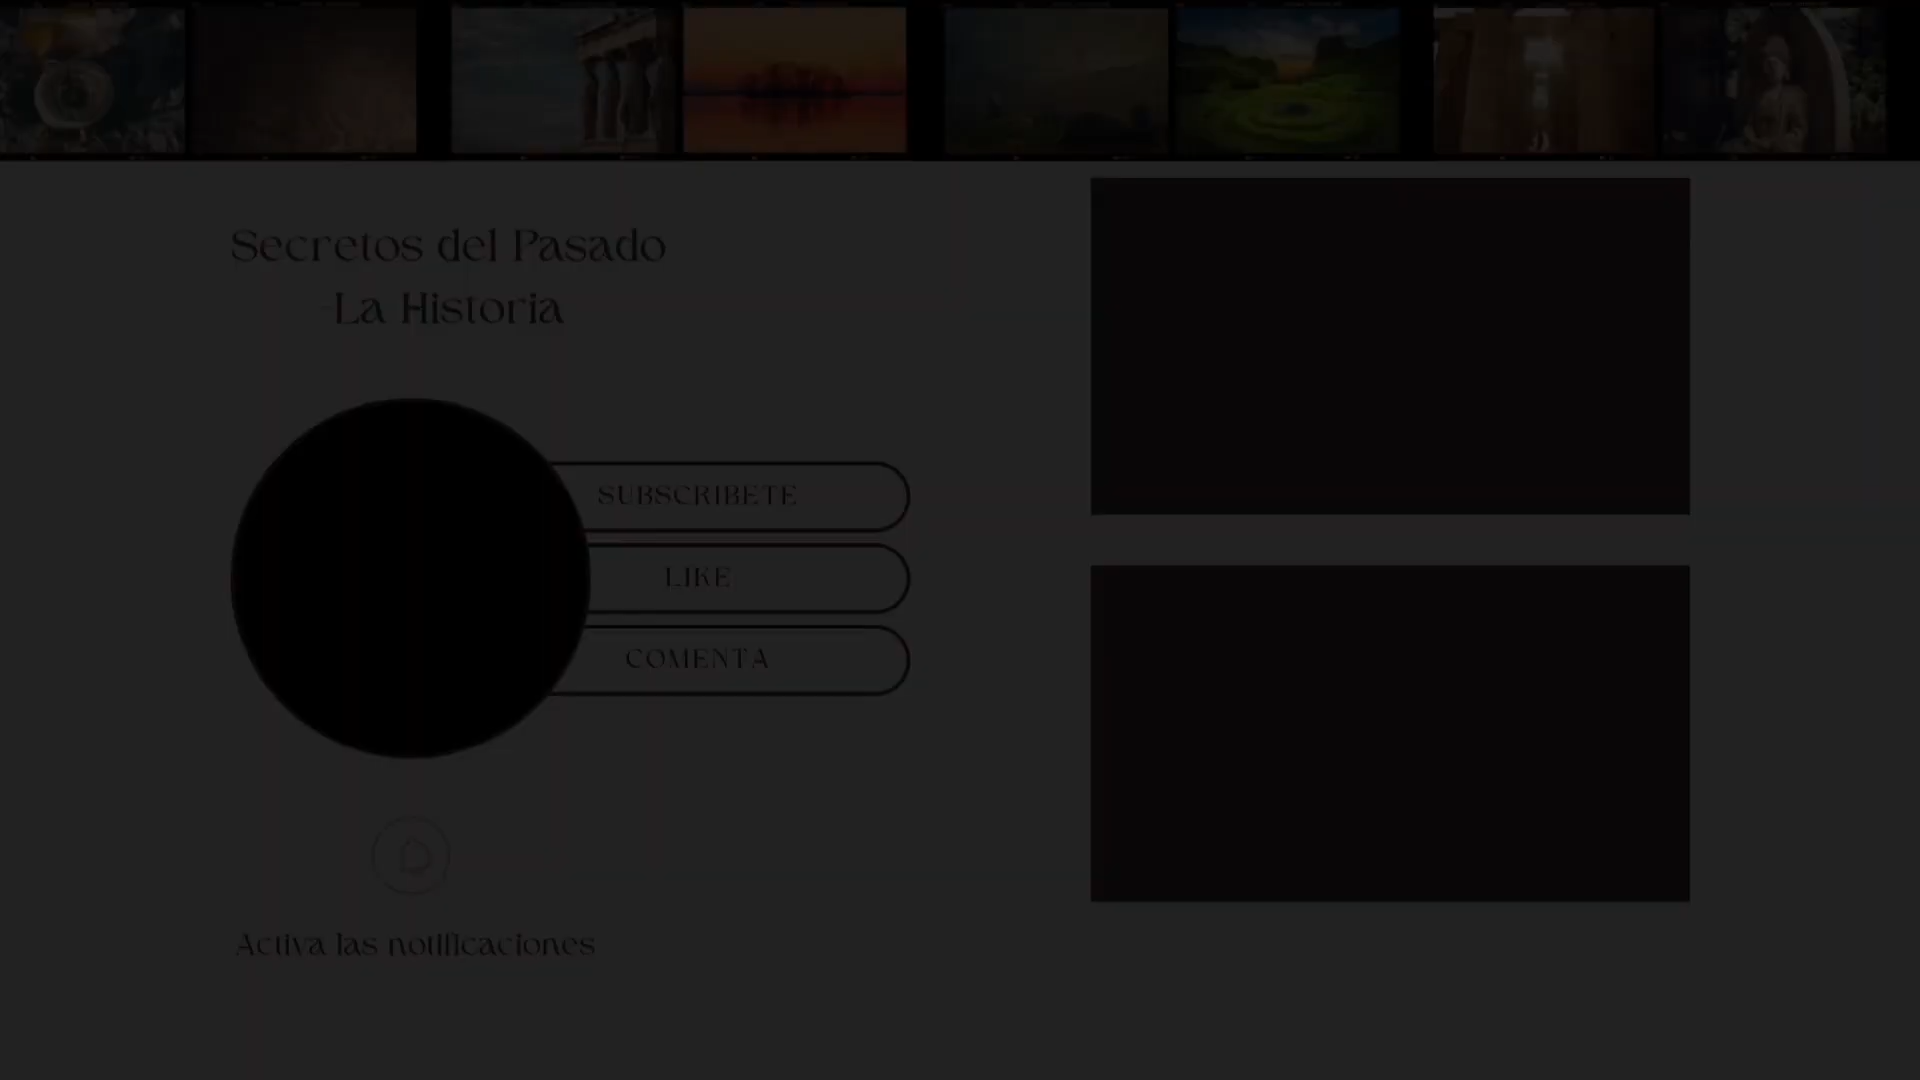 Secretos del Pasado
-La Historia
SUBSCRIBETE
LIKE
COMENTA
Activa las notificaciones